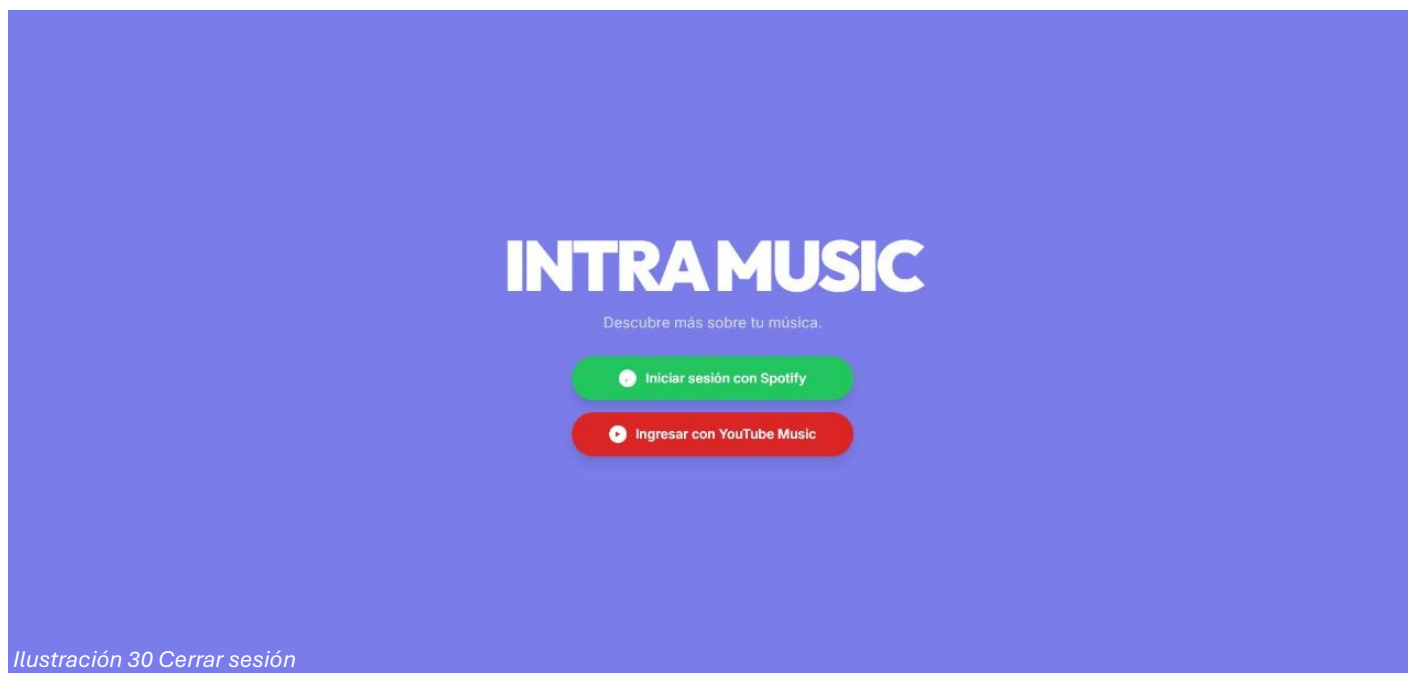 INTRA MUSIC
Descubre más sobre tu música.
Iniciar sesión con Spotify
Ingresar con YouTube Music
Ilustración 30 Cerrar sesión